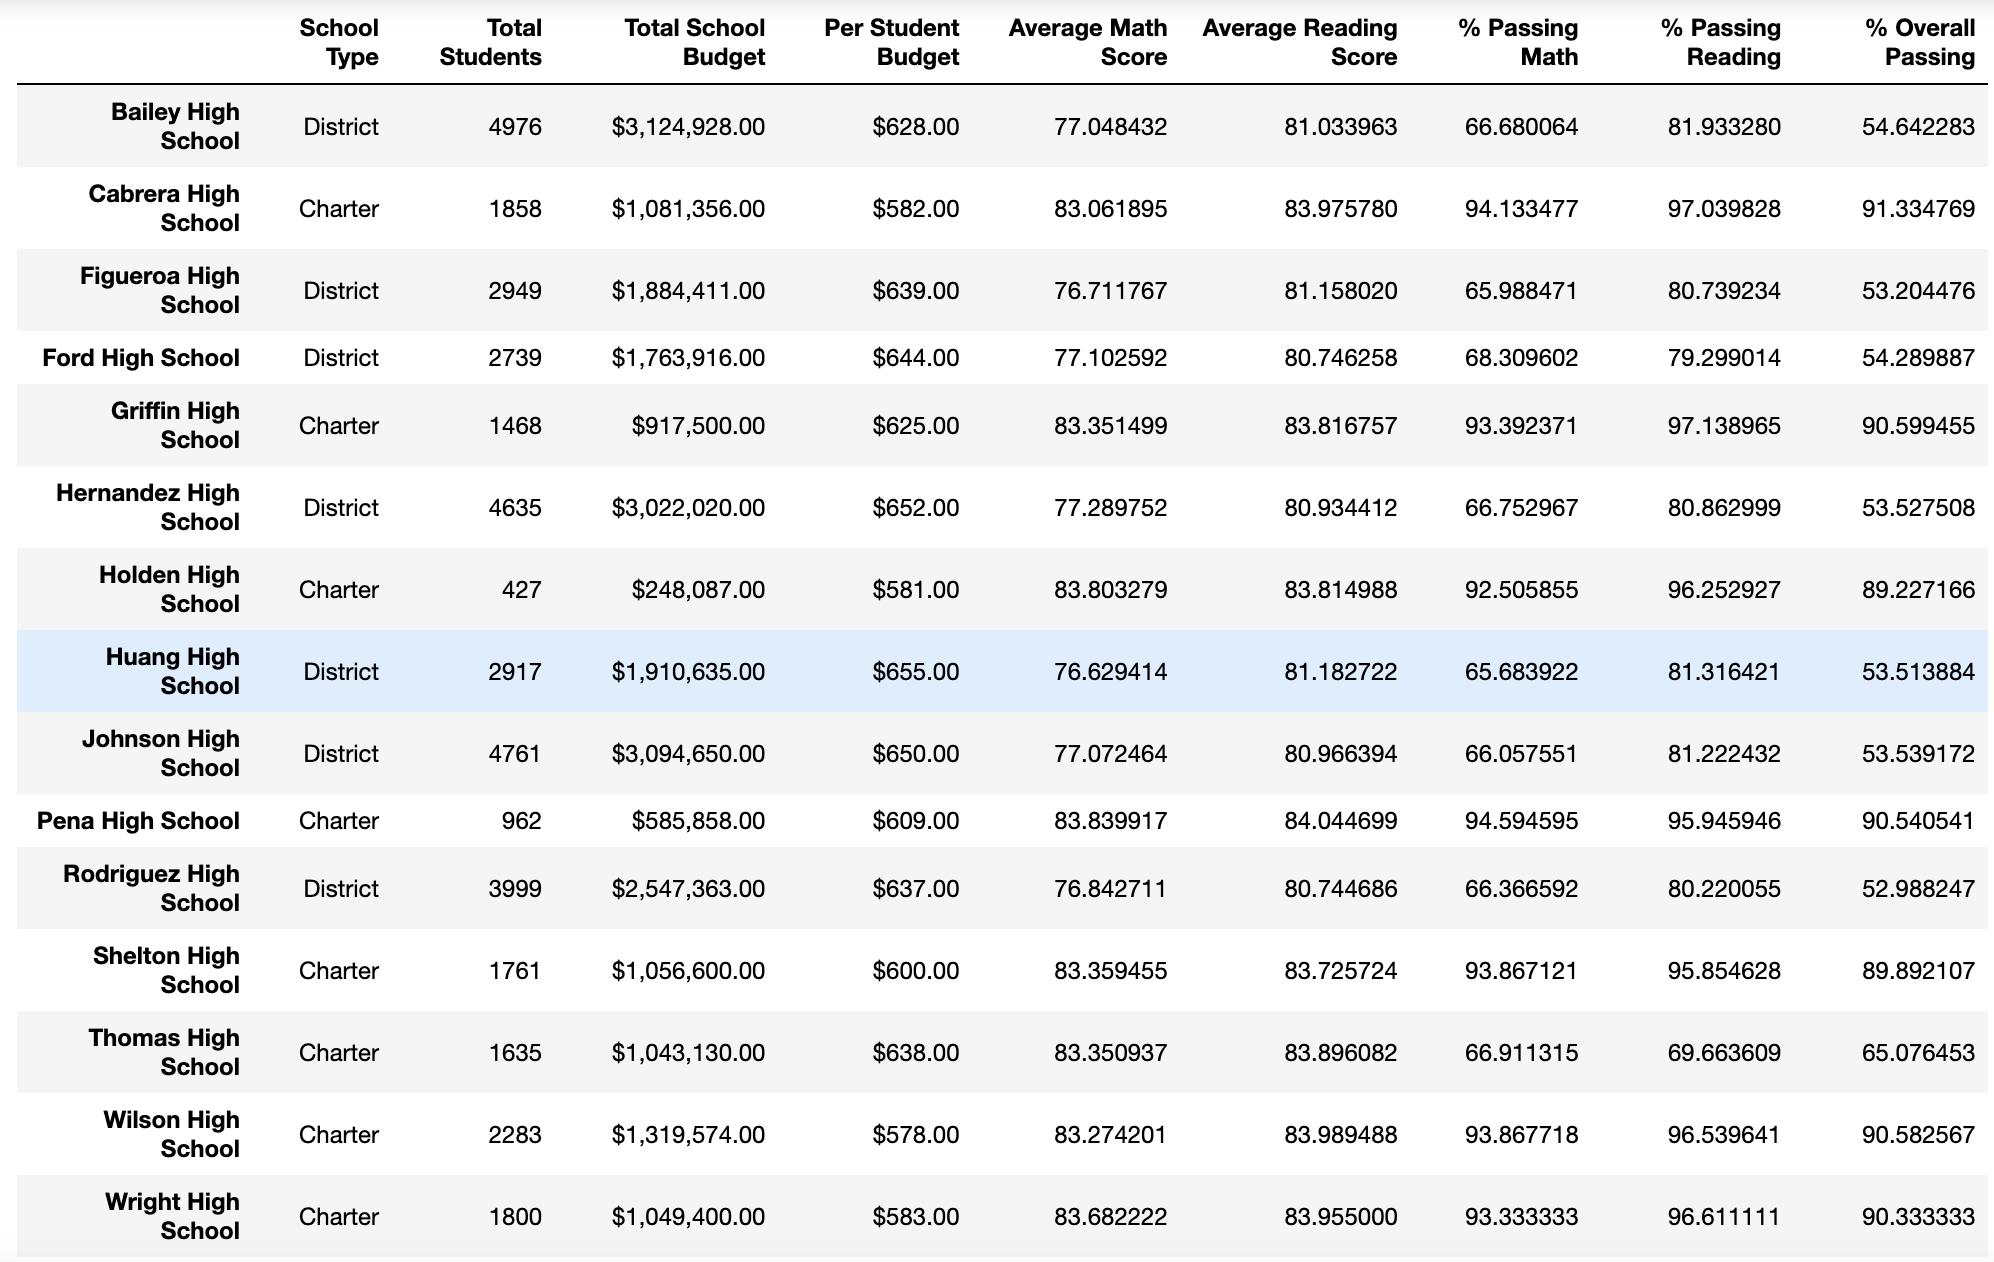 School Type Total Students Total School Budget Per Student Budget Average Math Score Average Reading Score % Passing Math % Passing Reading % Overall Passing
Bailey High School District 4976 $3,124,928.00 $628.00 77.048432 81.033963 66.680064 81.933280 54.642283
Cabrera High School Charter 1858 $1,081,356.00 $582.00 83.061895 83.975780 94.133477 97.039828 91.334769
Figueroa High School District 2949 $1,884,411.00 $639.00 76.711767 81.158020 65.988471 80.739234 53.204476
Ford High School District 2739 $1,763,916.00 $644.00 77.102592 80.746258 68.309602 79.299014 54.289887
Griffin High School Charter 1468 $917,500.00 $625.00 83.351499 83.816757 93.392371 97.138965 90.599455
Hernandez High School District 4635 $3,022,020.00 $652.00 77.289752 80.934412 66.752967 80.862999 53.527508
Holden High School Charter 427 $248,087.00 $581.00 83.803279 83.814988 92.505855 96.252927 89.227166
Huang High School District 2917 $1,910,635.00 $655.00 76.629414 81.182722 65.683922 81.316421 53.513884
Johnson High School District 4761 $3,094,650.00 $650.00 77.072464 80.966394 66.057551 81.222432 53.539172
Pena High School Charter 962 $585,858.00 $609.00 83.839917 84.044699 94.594595 95.945946 90.540541
Rodriguez High School District 3999 $2,547,363.00 $637.00 76.842711 80.744686 66.366592 80.220055 52.988247
Shelton High School Charter 1761 $1,056,600.00 $600.00 83.359455 83.725724 93.867121 95.854628 89.892107
Thomas High School Charter 1635 $1,043,130.00 $638.00 83.350937 83.896082 66.911315 69.663609 65.076453
Wilson High School Charter 2283 $1,319,574.00 $578.00 83.274201 83.989488 93.867718 96.539641 90.582567
Wright High School Charter 1800 $1,049,400.00 $583.00 83.682222 83.955000 93.333333 96.611111 90.333333